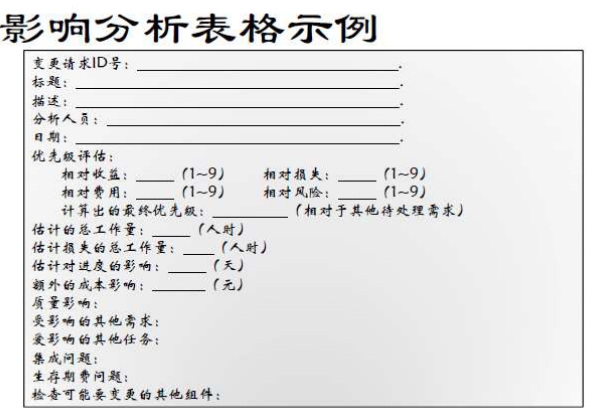 影响分析表格示例
变更请求ID号：____________.
标题：____________.
描述：____________.
分析人员：____________.
日期：____________.
优先级评估：
相对收益：_____（1~9） 相对损失：_____（1~9）
相对费用：_____（1~9） 相对风险：_____（1~9）
计算出的最终优先级：__________（相对于其他待处理需求）
估计的总工作量：_____（人时）
估计损失的总工作量：____（人时）
估计对进度的影响：_____（天）
额外的成本影响：_______（元）
质量影响：
受影响的其他需求：
受影响的其他任务：
集成问题：
生存期费问题：
检查可能要变更的其他组件：